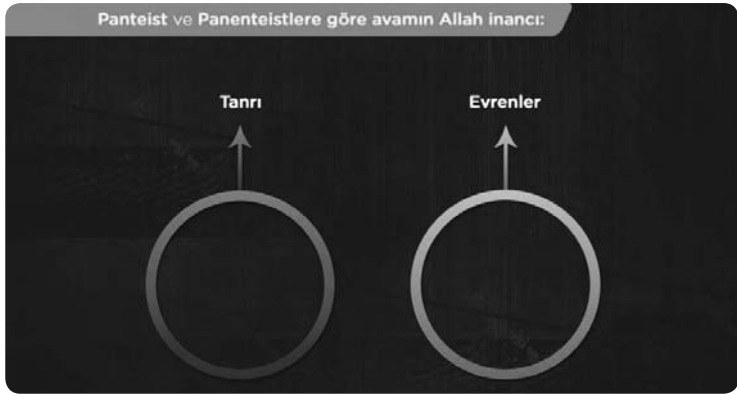 Panteist ve Panenteistlere göre avamın Allah inancı:
Tanrı
Evrenler